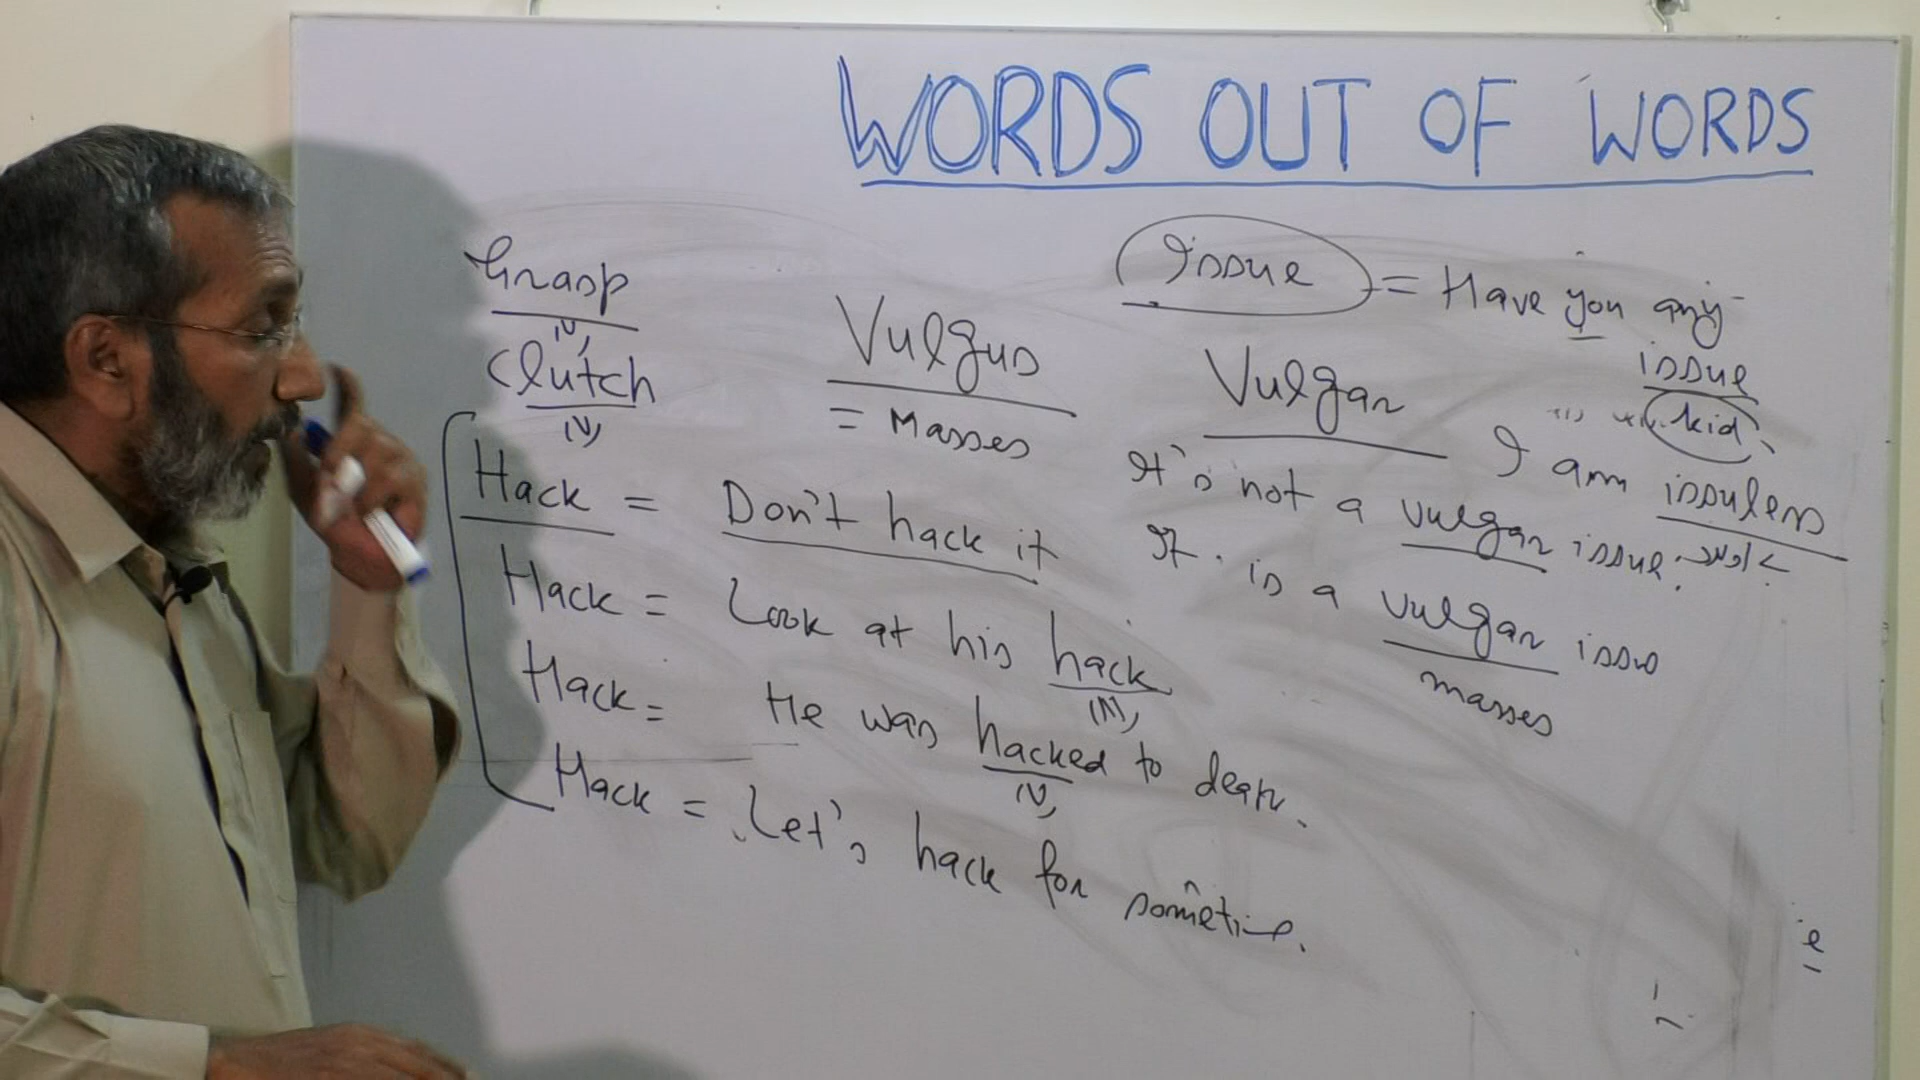 WORDS OUT OF WORDS
Grasp
(V)
Clutch
(V)
Vulgus
= Masses
Issue = Have you any
issue
kid
Vulgar
I am issuless
It's not a vulgar issue.
It is a vulgar issu
masses
Hack = Don't hack it
Hack = Look at his hack
(N)
Hack = He was hacked to death.
(V)
Hack = Let's hack for sometime.
e